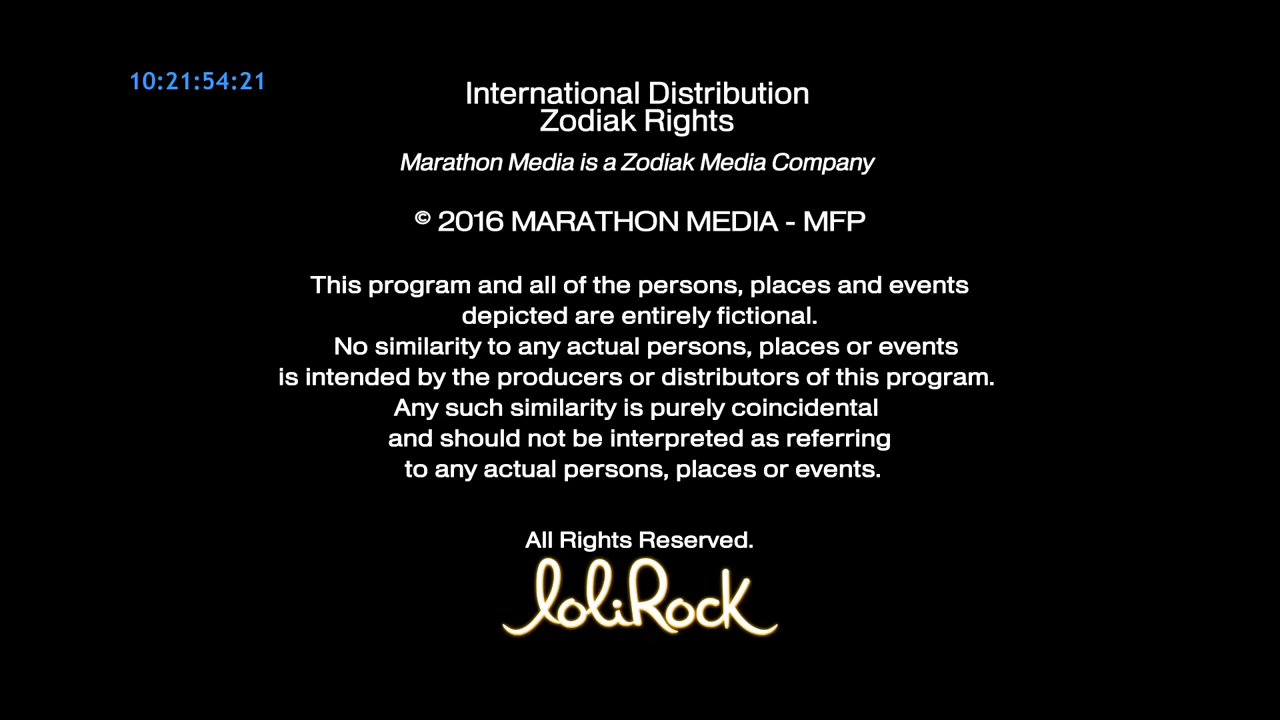 10:21:54:21
International Distribution
Zodiak Rights
Marathon Media is a Zodiak Media Company
© 2016 MARATHON MEDIA - MFP
This program and all of the persons, places and events
depicted are entirely fictional.
No similarity to any actual persons, places or events
is intended by the producers or distributors of this program.
Any such similarity is purely coincidental
and should not be interpreted as referring
to any actual persons, places or events.
All Rights Reserved.
loliRock